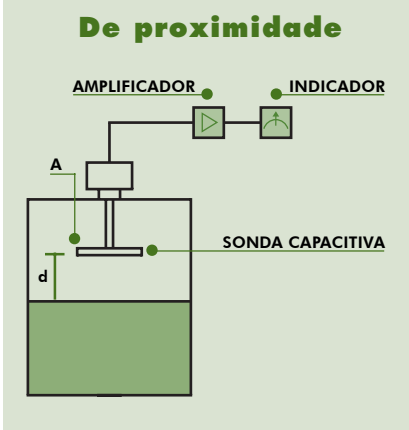 De proximidade
AMPLIFICADOR
INDICADOR
A
SONDA CAPACITIVA
d